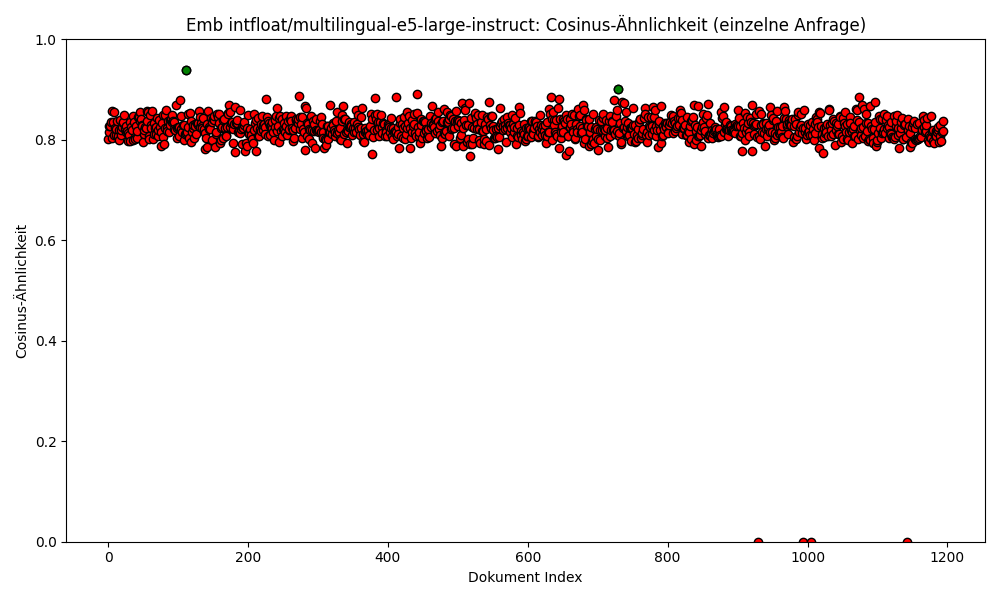 Emb intfloat/multilingual-e5-large-instruct: Cosinus-Ähnlichkeit (einzelne Anfrage)
1.0
0.8
0.6
0.4
0.2
0.0
Cosinus-Ähnlichkeit
0 200 400 600 800 1000 1200
Dokument Index